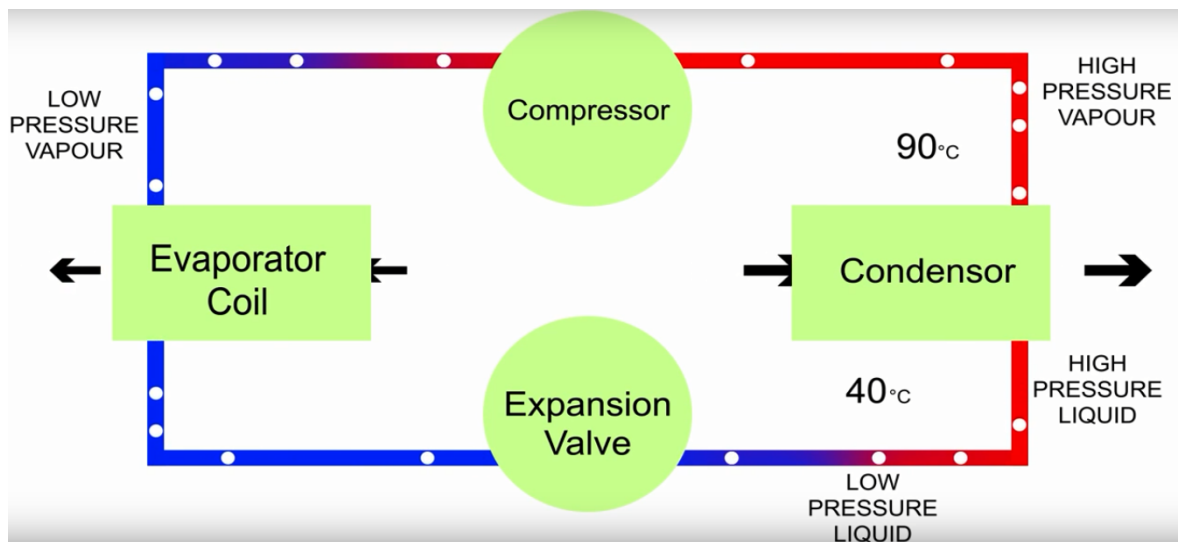 LOW
PRESSURE
VAPOUR
Compressor
HIGH
PRESSURE
VAPOUR
90°C
Evaporator
Coil
Condensor
Expansion
Valve
40°C
HIGH
PRESSURE
LIQUID
LOW
PRESSURE
LIQUID